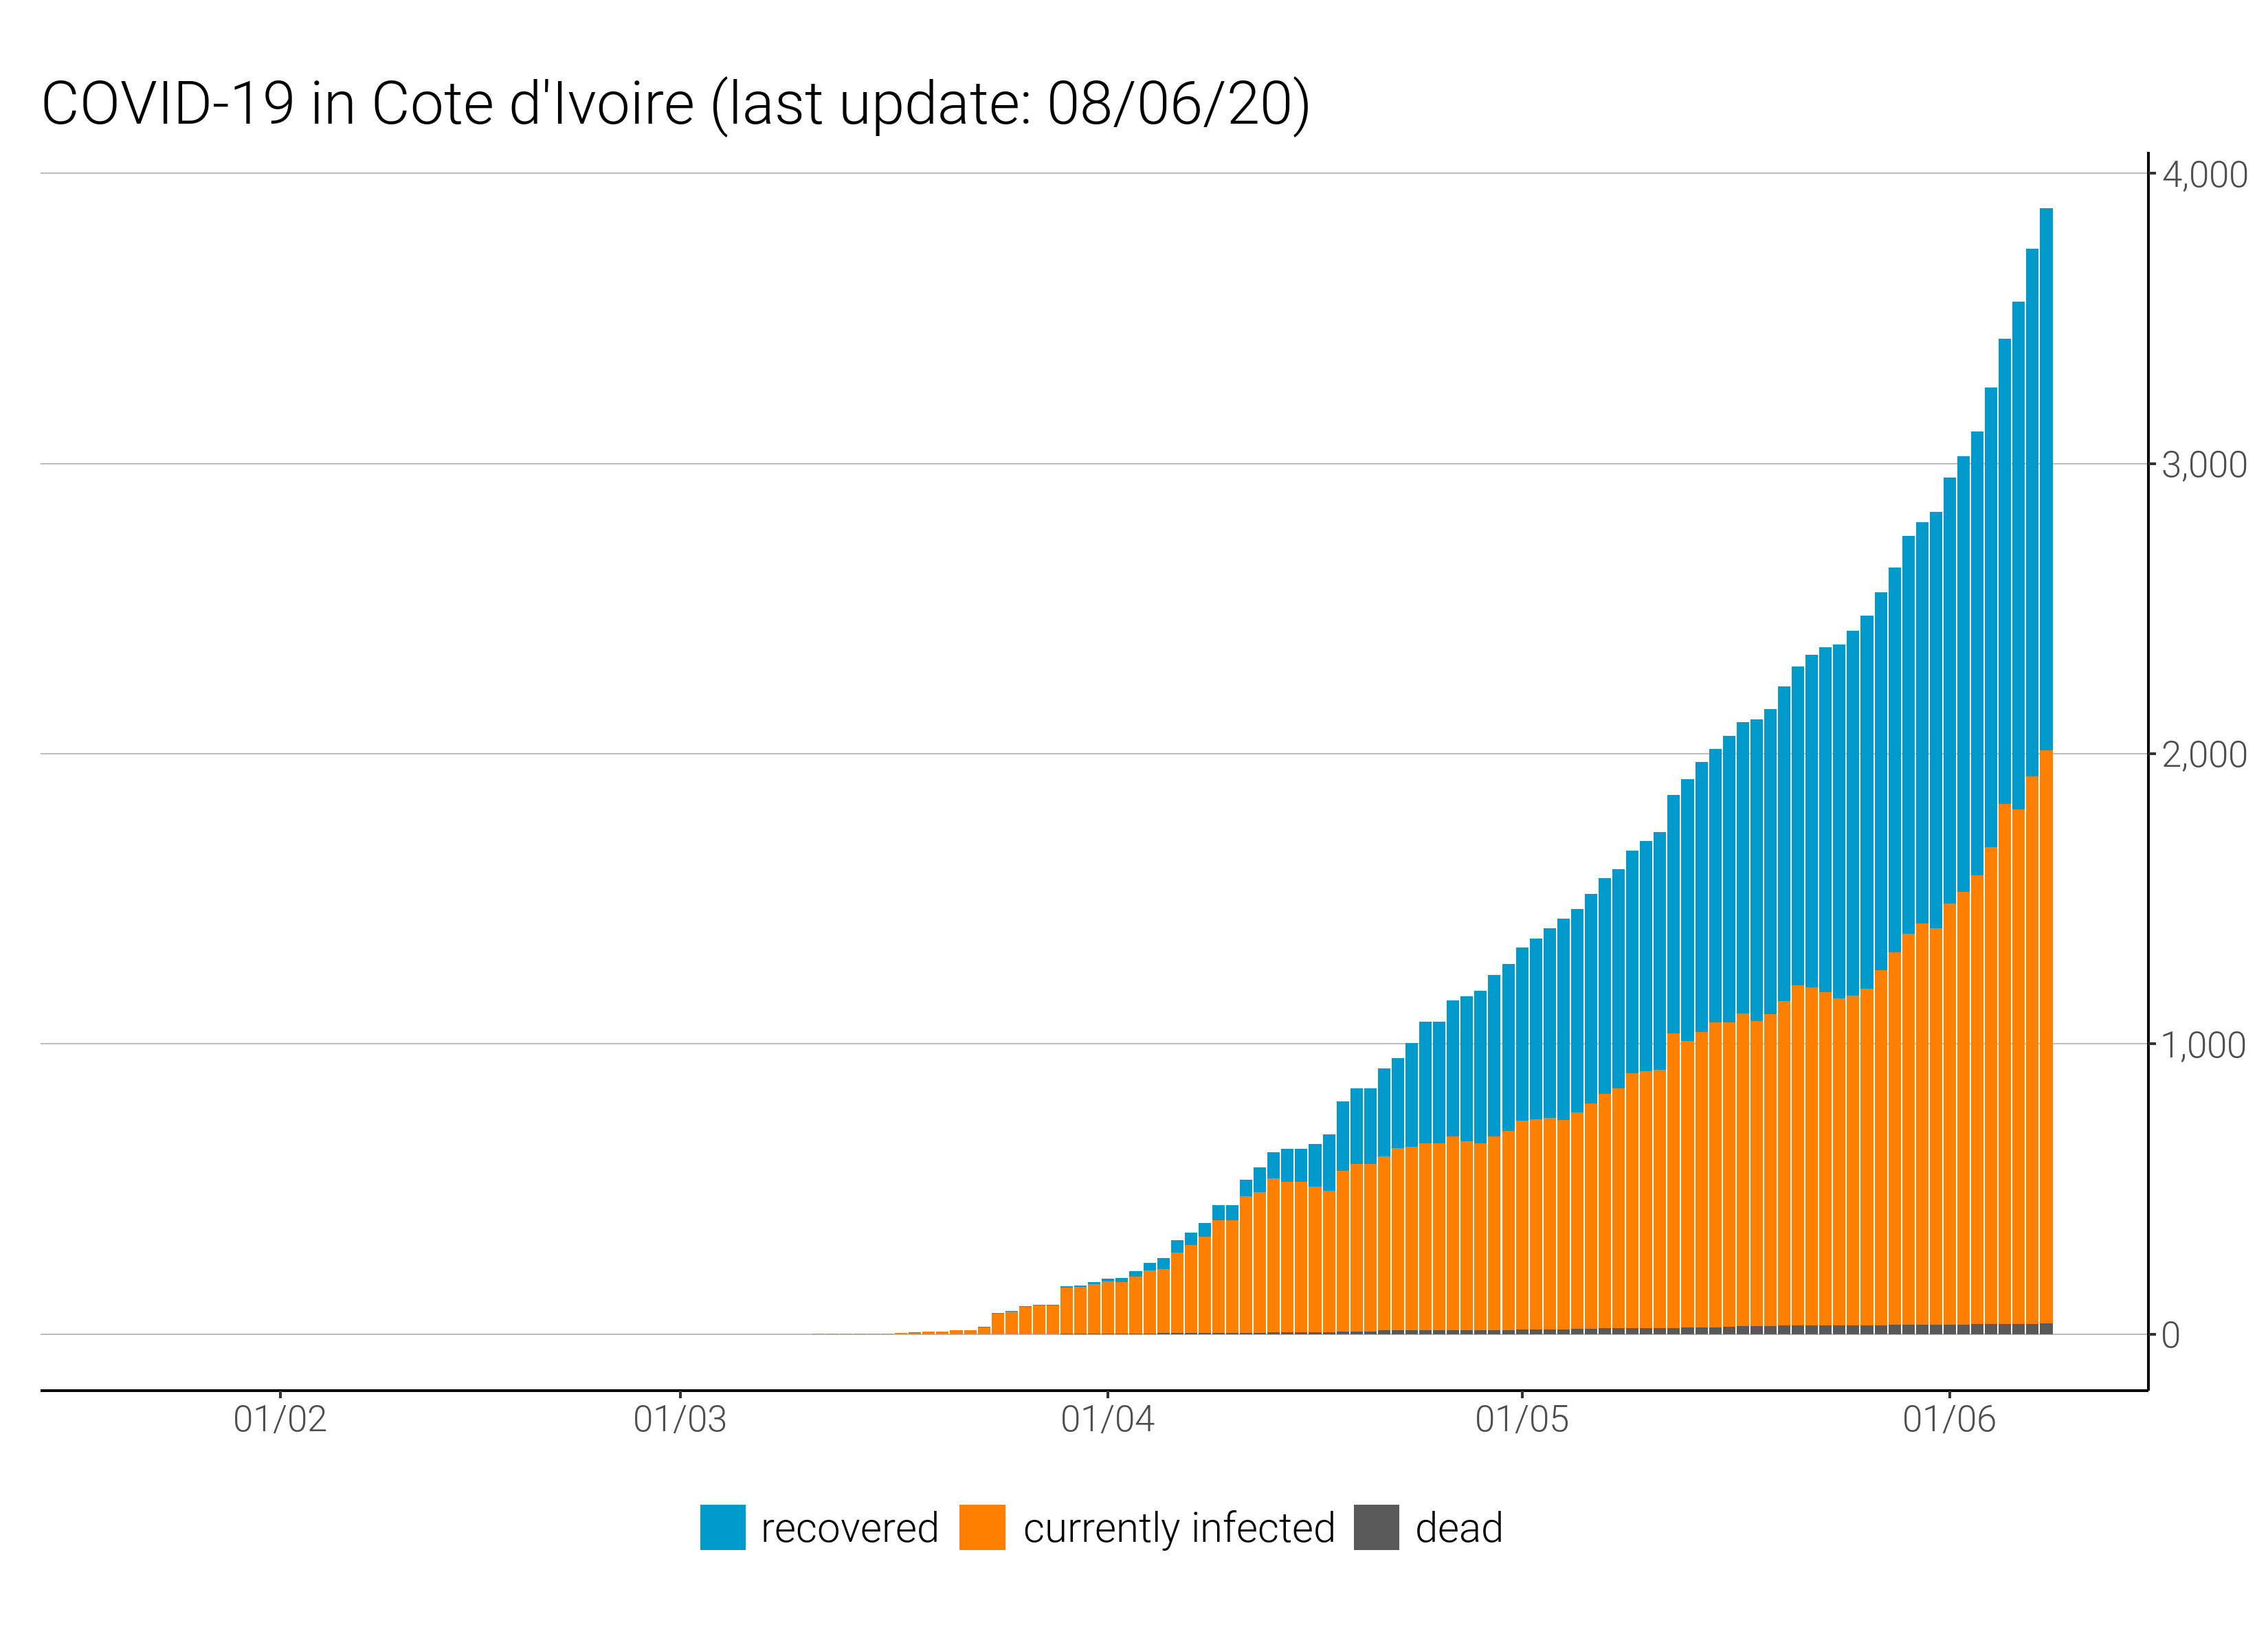 COVID-19 in Cote d'Ivoire (last update: 08/06/20)
4,000
3,000
2,000
1,000
0
01/02 01/03 01/04 01/05 01/06
recovered currently infected dead